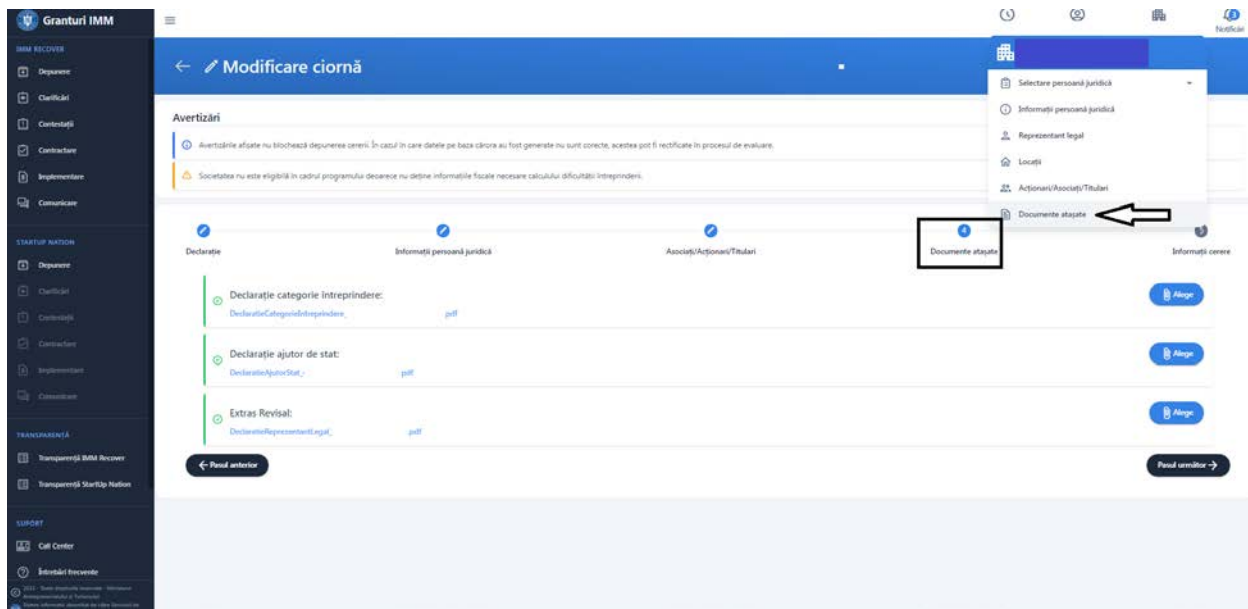 Granturi IMM
Notificări
IMM RECOVER
Depunere
Clarificări
Contestații
Contractare
Implementare
Comunicare
STARTUP NATION
Depunere
Clarificări
Contestații
Contractare
Implementare
Comunicare
TRANSPARENȚĂ
Transparență IMM Recover
Transparență StartUp Nation
SUPORT
Call Center
Întrebări frecvente
Modificare ciornă
Selectare persoană juridică
Informații persoană juridică
Reprezentant legal
Locații
Acționari/Asociați/Titulari
Documente atașate
Avertizări
Avertizările afișate nu blochează depunerea cererii. În cazul în care datele pe baza cărora au fost generate nu sunt corecte, acestea pot fi rectificate în procesul de evaluare.
Societatea nu este eligibilă în cadrul programului deoarece nu deține informațiile fiscale necesare calculului dificultății întreprinderii.
4
5
Declarație
Informații persoană juridică
Asociați/Acționari/Titulari
Documente atașate
Informații cerere
Declarație categorie întreprindere:
DeclaratieCategorieIntreprindere_ .pdf
Alege
Declarație ajutor de stat:
DeclaratieAjutorStat_ .pdf
Alege
Extras Revisal:
DeclaratieReprezentantLegal_ .pdf
Alege
Pasul anterior
Pasul următor